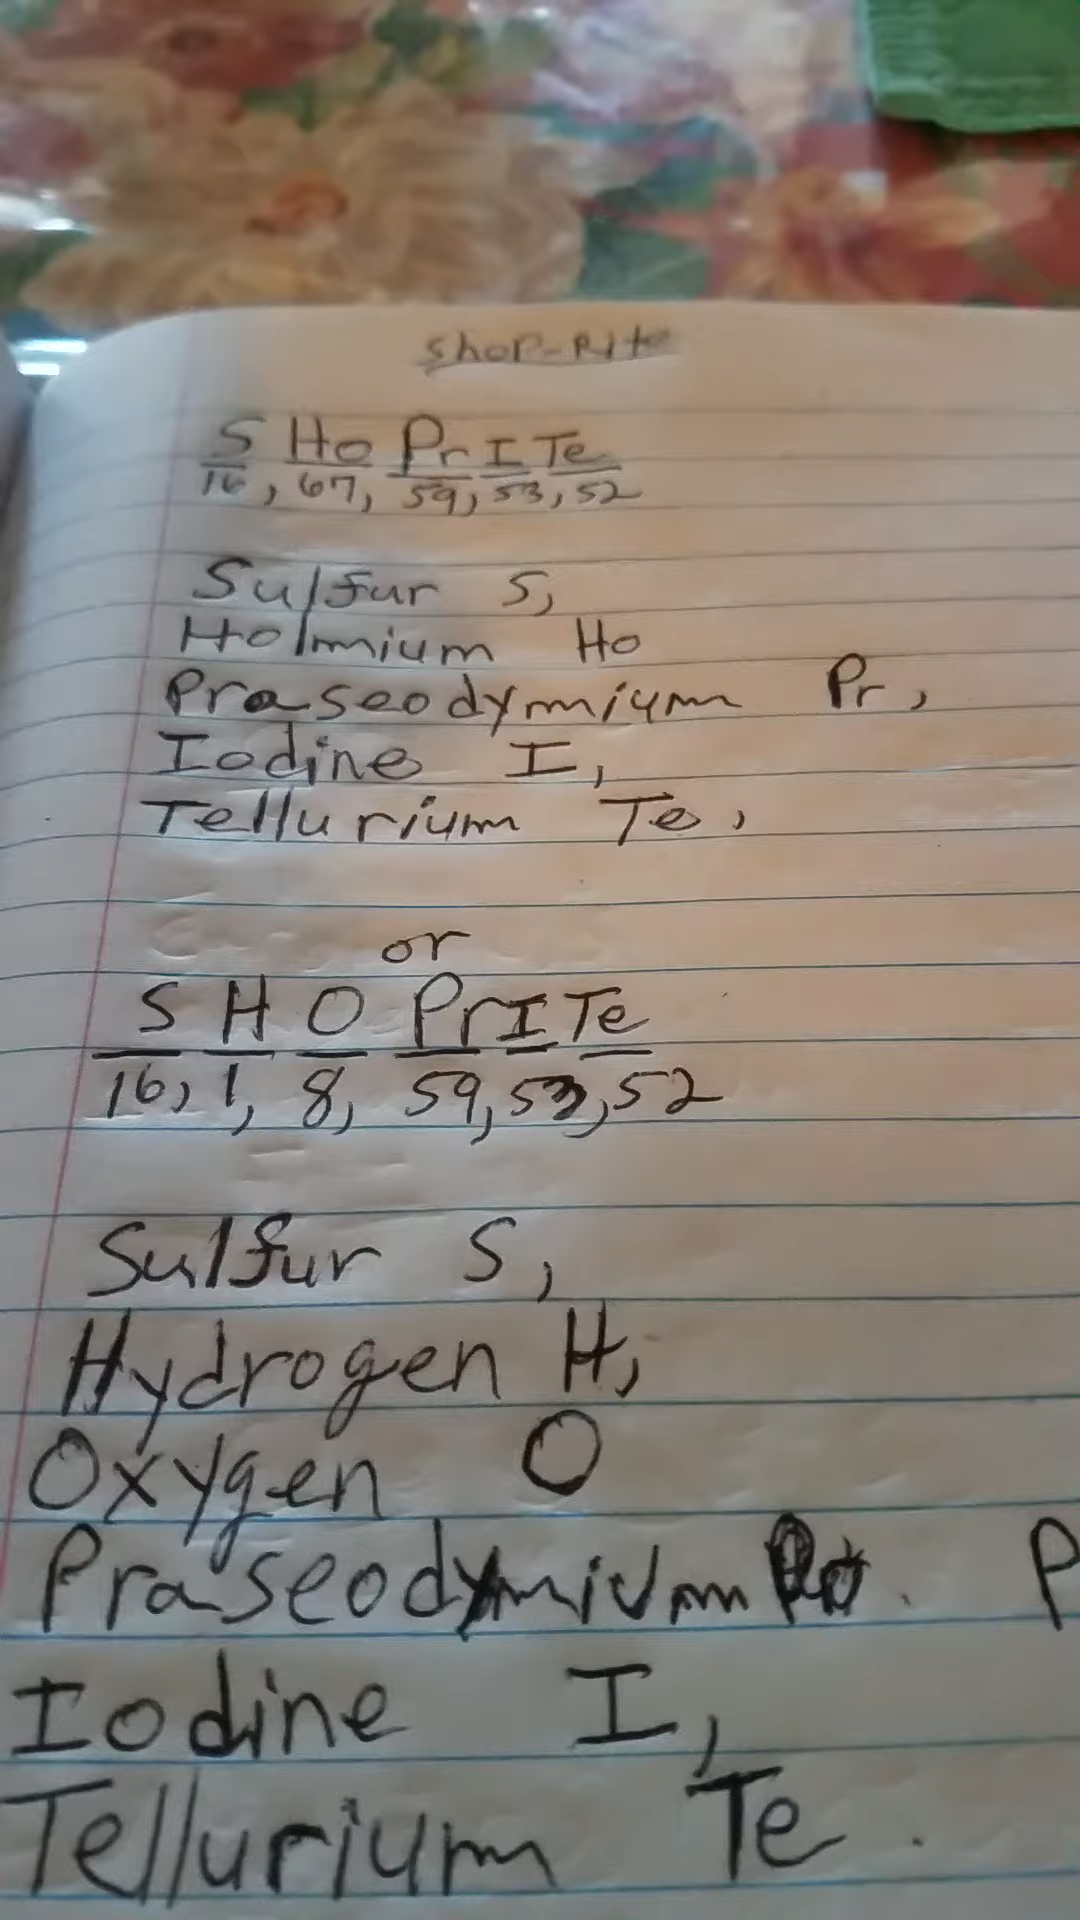 Shop-Rite
S Ho Pr I Te
16, 67, 59, 53, 52
Sulfur S,
Holmium Ho
Praseodymium Pr,
Iodine I,
Tellurium Te,
or
S H O Pr I Te
16, 1, 8, 59, 53, 52
Sulfur S,
Hydrogen H,
Oxygen O
Praseodymium P
Iodine I,
Tellurium Te.